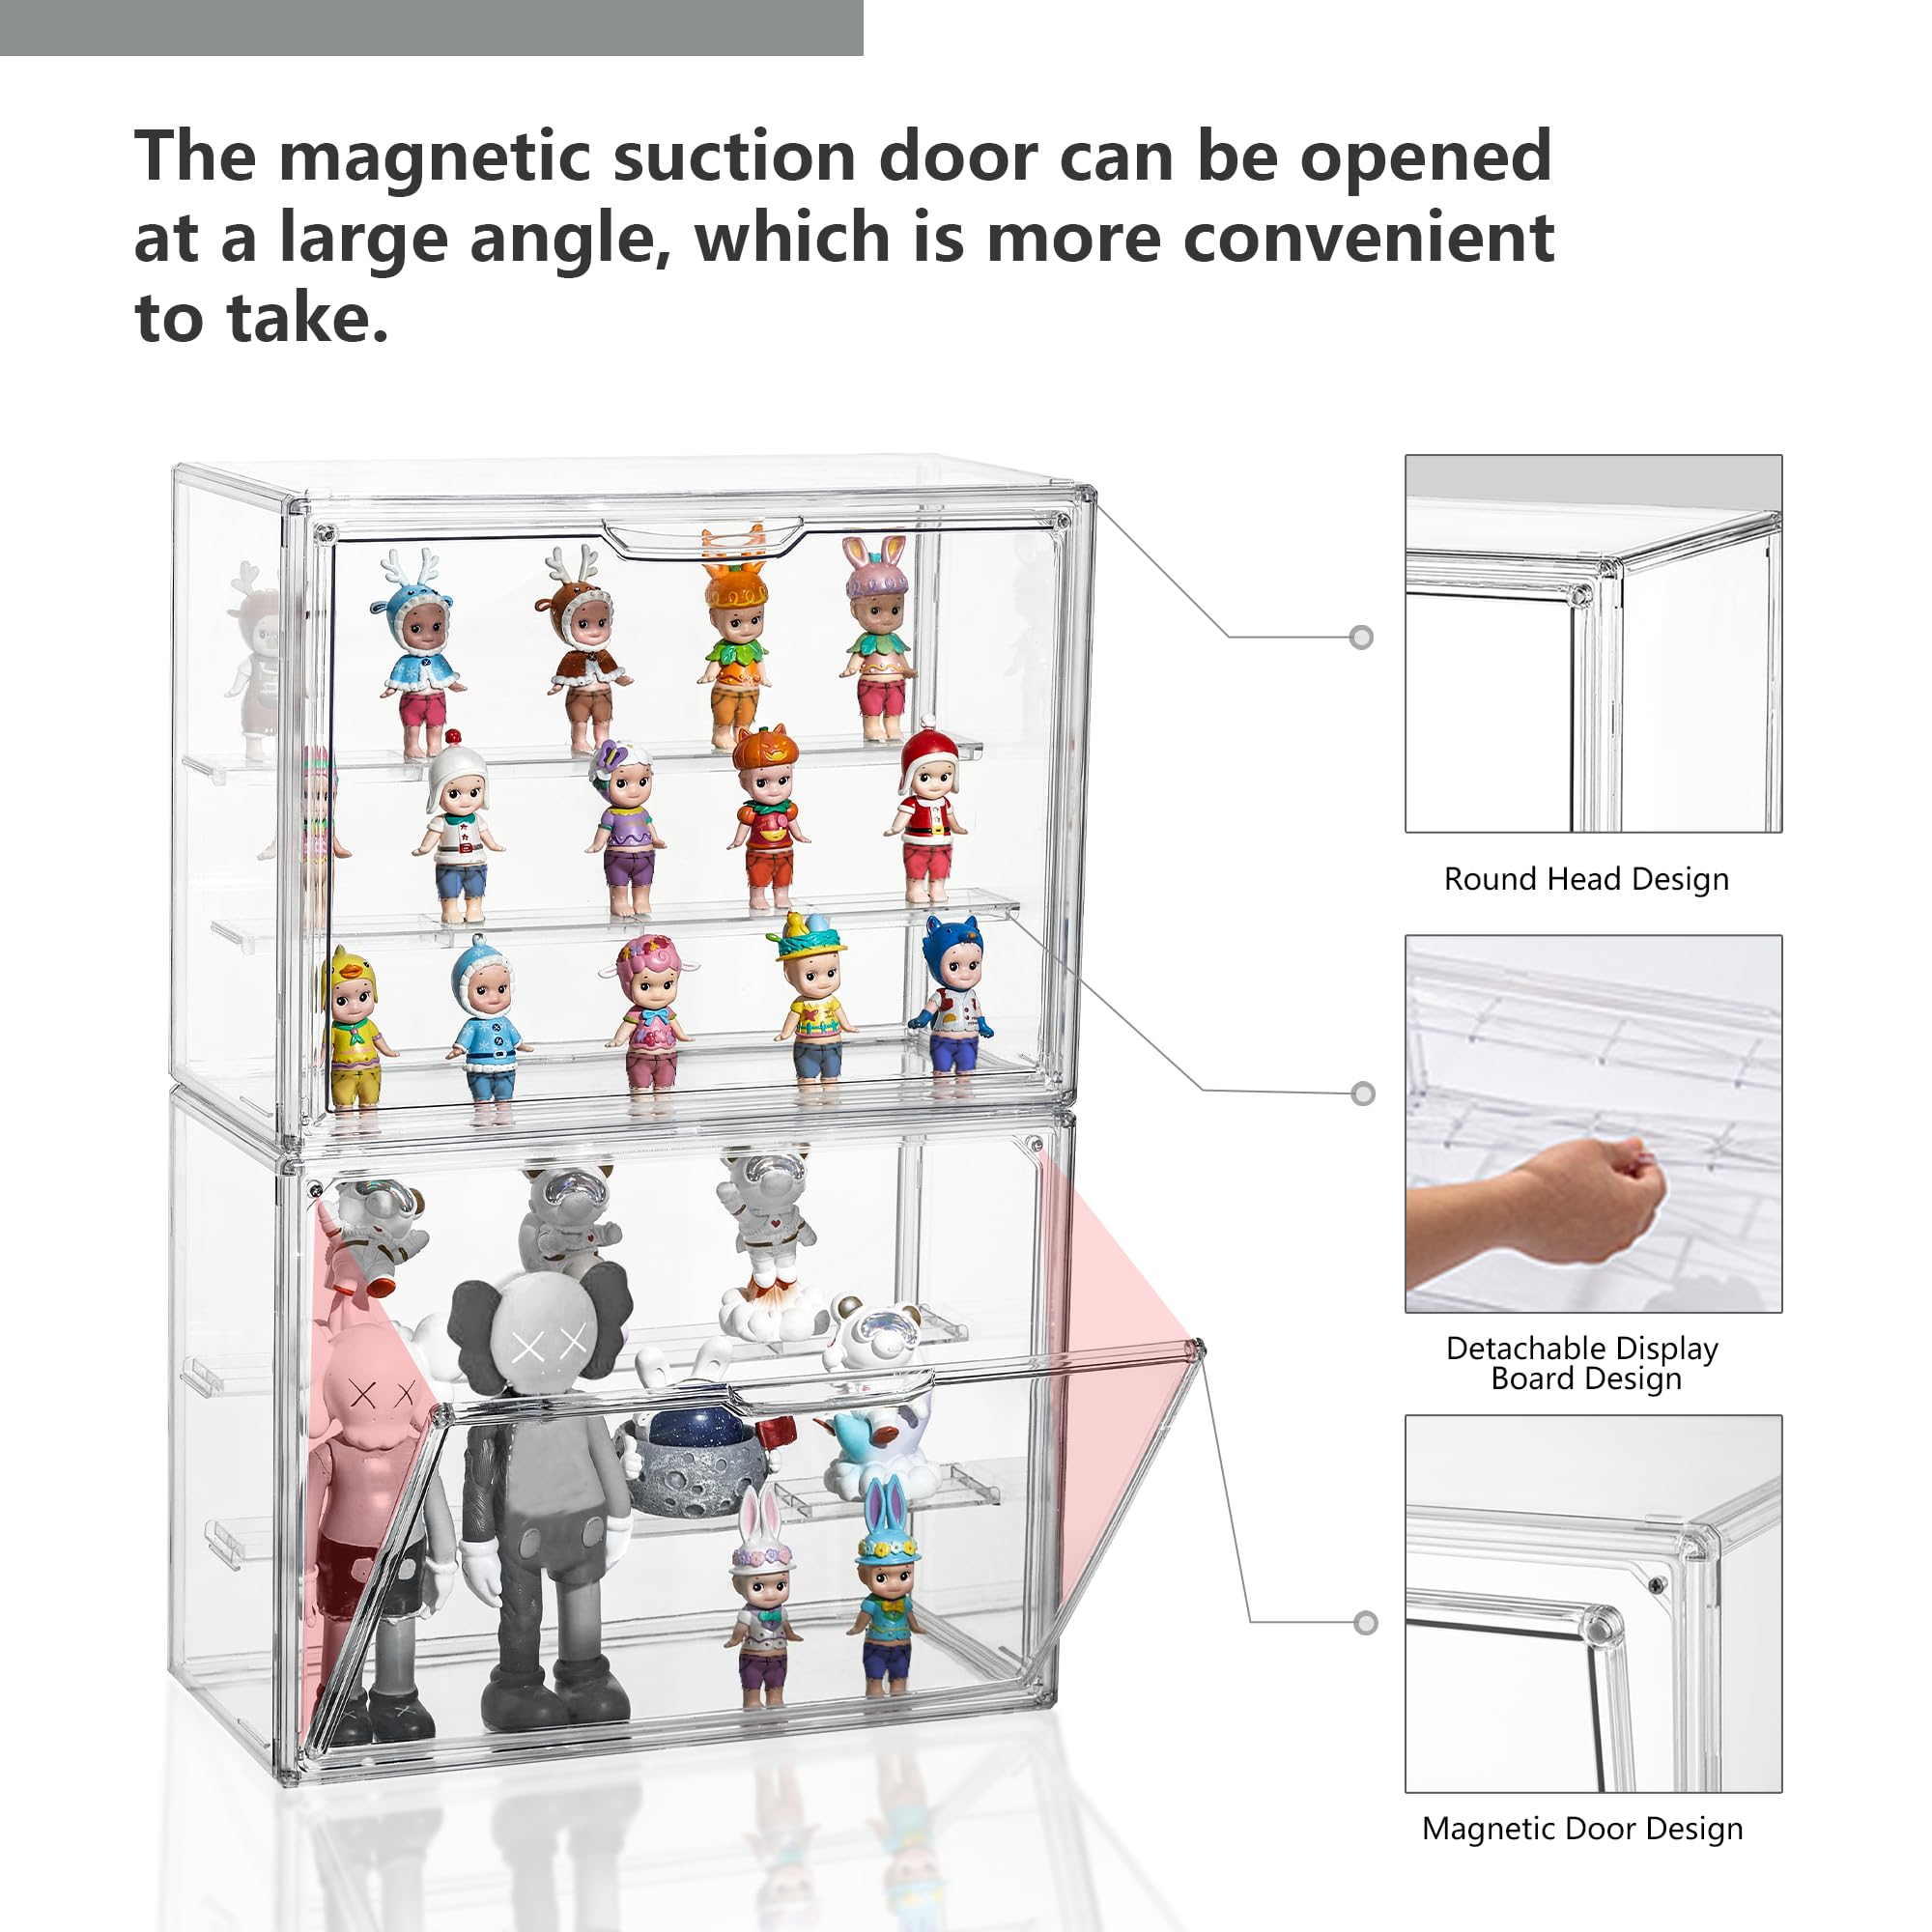 The magnetic suction door can be opened
at a large angle, which is more convenient
to take.
Round Head Design
Detachable Display
Board Design
Magnetic Door Design